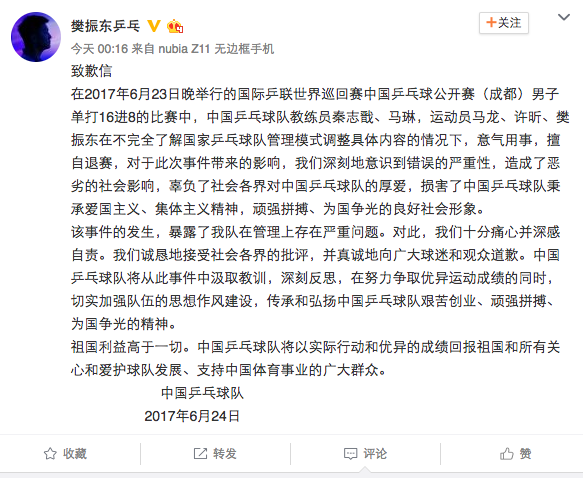 樊振东乒乓
+关注
今天 00:16 来自 nubia Z11 无边框手机
致歉信
在2017年6月23日晚举行的国际乒联世界巡回赛中国乒乓球公开赛（成都）男子
单打16进8的比赛中，中国乒乓球队教练员秦志戬、马琳，运动员马龙、许昕、樊
振东在不完全了解国家乒乓球队管理模式调整具体内容的情况下，意气用事，擅
自退赛，对于此次事件带来的影响，我们深刻地意识到错误的严重性，造成了恶
劣的社会影响，辜负了社会各界对中国乒乓球队的厚爱，损害了中国乒乓球队秉
承爱国主义、集体主义精神，顽强拼搏、为国争光的良好社会形象。
该事件的发生，暴露了我队在管理上存在严重问题。对此，我们十分痛心并深感
自责。我们诚恳地接受社会各界的批评，并真诚地向广大球迷和观众道歉。中国
乒乓球队将从此事件中汲取教训，深刻反思，在努力争取优异运动成绩的同时，
切实加强队伍的思想作风建设，传承和弘扬中国乒乓球队艰苦创业、顽强拼搏、
为国争光的精神。
祖国利益高于一切。中国乒乓球队将以实际行动和优异的成绩回报祖国和所有关
心和爱护球队发展、支持中国体育事业的广大群众。
中国乒乓球队
2017年6月24日
收藏
转发
评论
赞